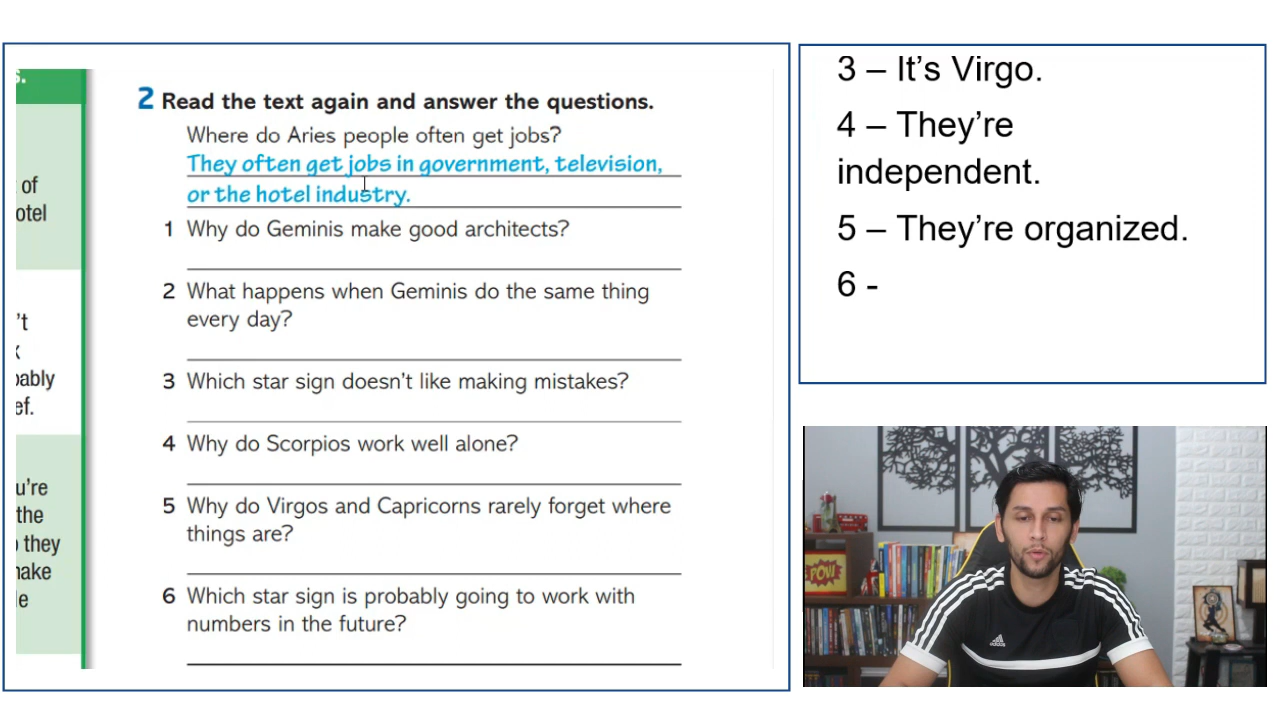 s.
of
otel
't
pably
ef.
u're
the
they
nake
e
2 Read the text again and answer the questions.
Where do Aries people often get jobs?
They often get jobs in government, television,
or the hotel industry.
1 Why do Geminis make good architects?
2 What happens when Geminis do the same thing
every day?
3 Which star sign doesn't like making mistakes?
4 Why do Scorpios work well alone?
5 Why do Virgos and Capricorns rarely forget where
things are?
6 Which star sign is probably going to work with
numbers in the future?
3 – It's Virgo.
4 – They're
independent.
5 – They're organized.
6 -
POW!
adidas